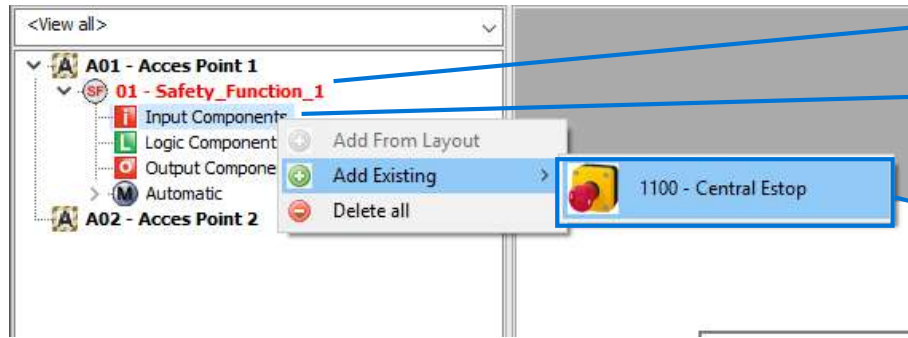 <View all>
A01 - Acces Point 1
SF 01 - Safety_Function_1
I Input Components
L Logic Component
O Output Compone
M Automatic
A A02 - Acces Point 2
Add From Layout
Add Existing
Delete all
1100 - Central Estop